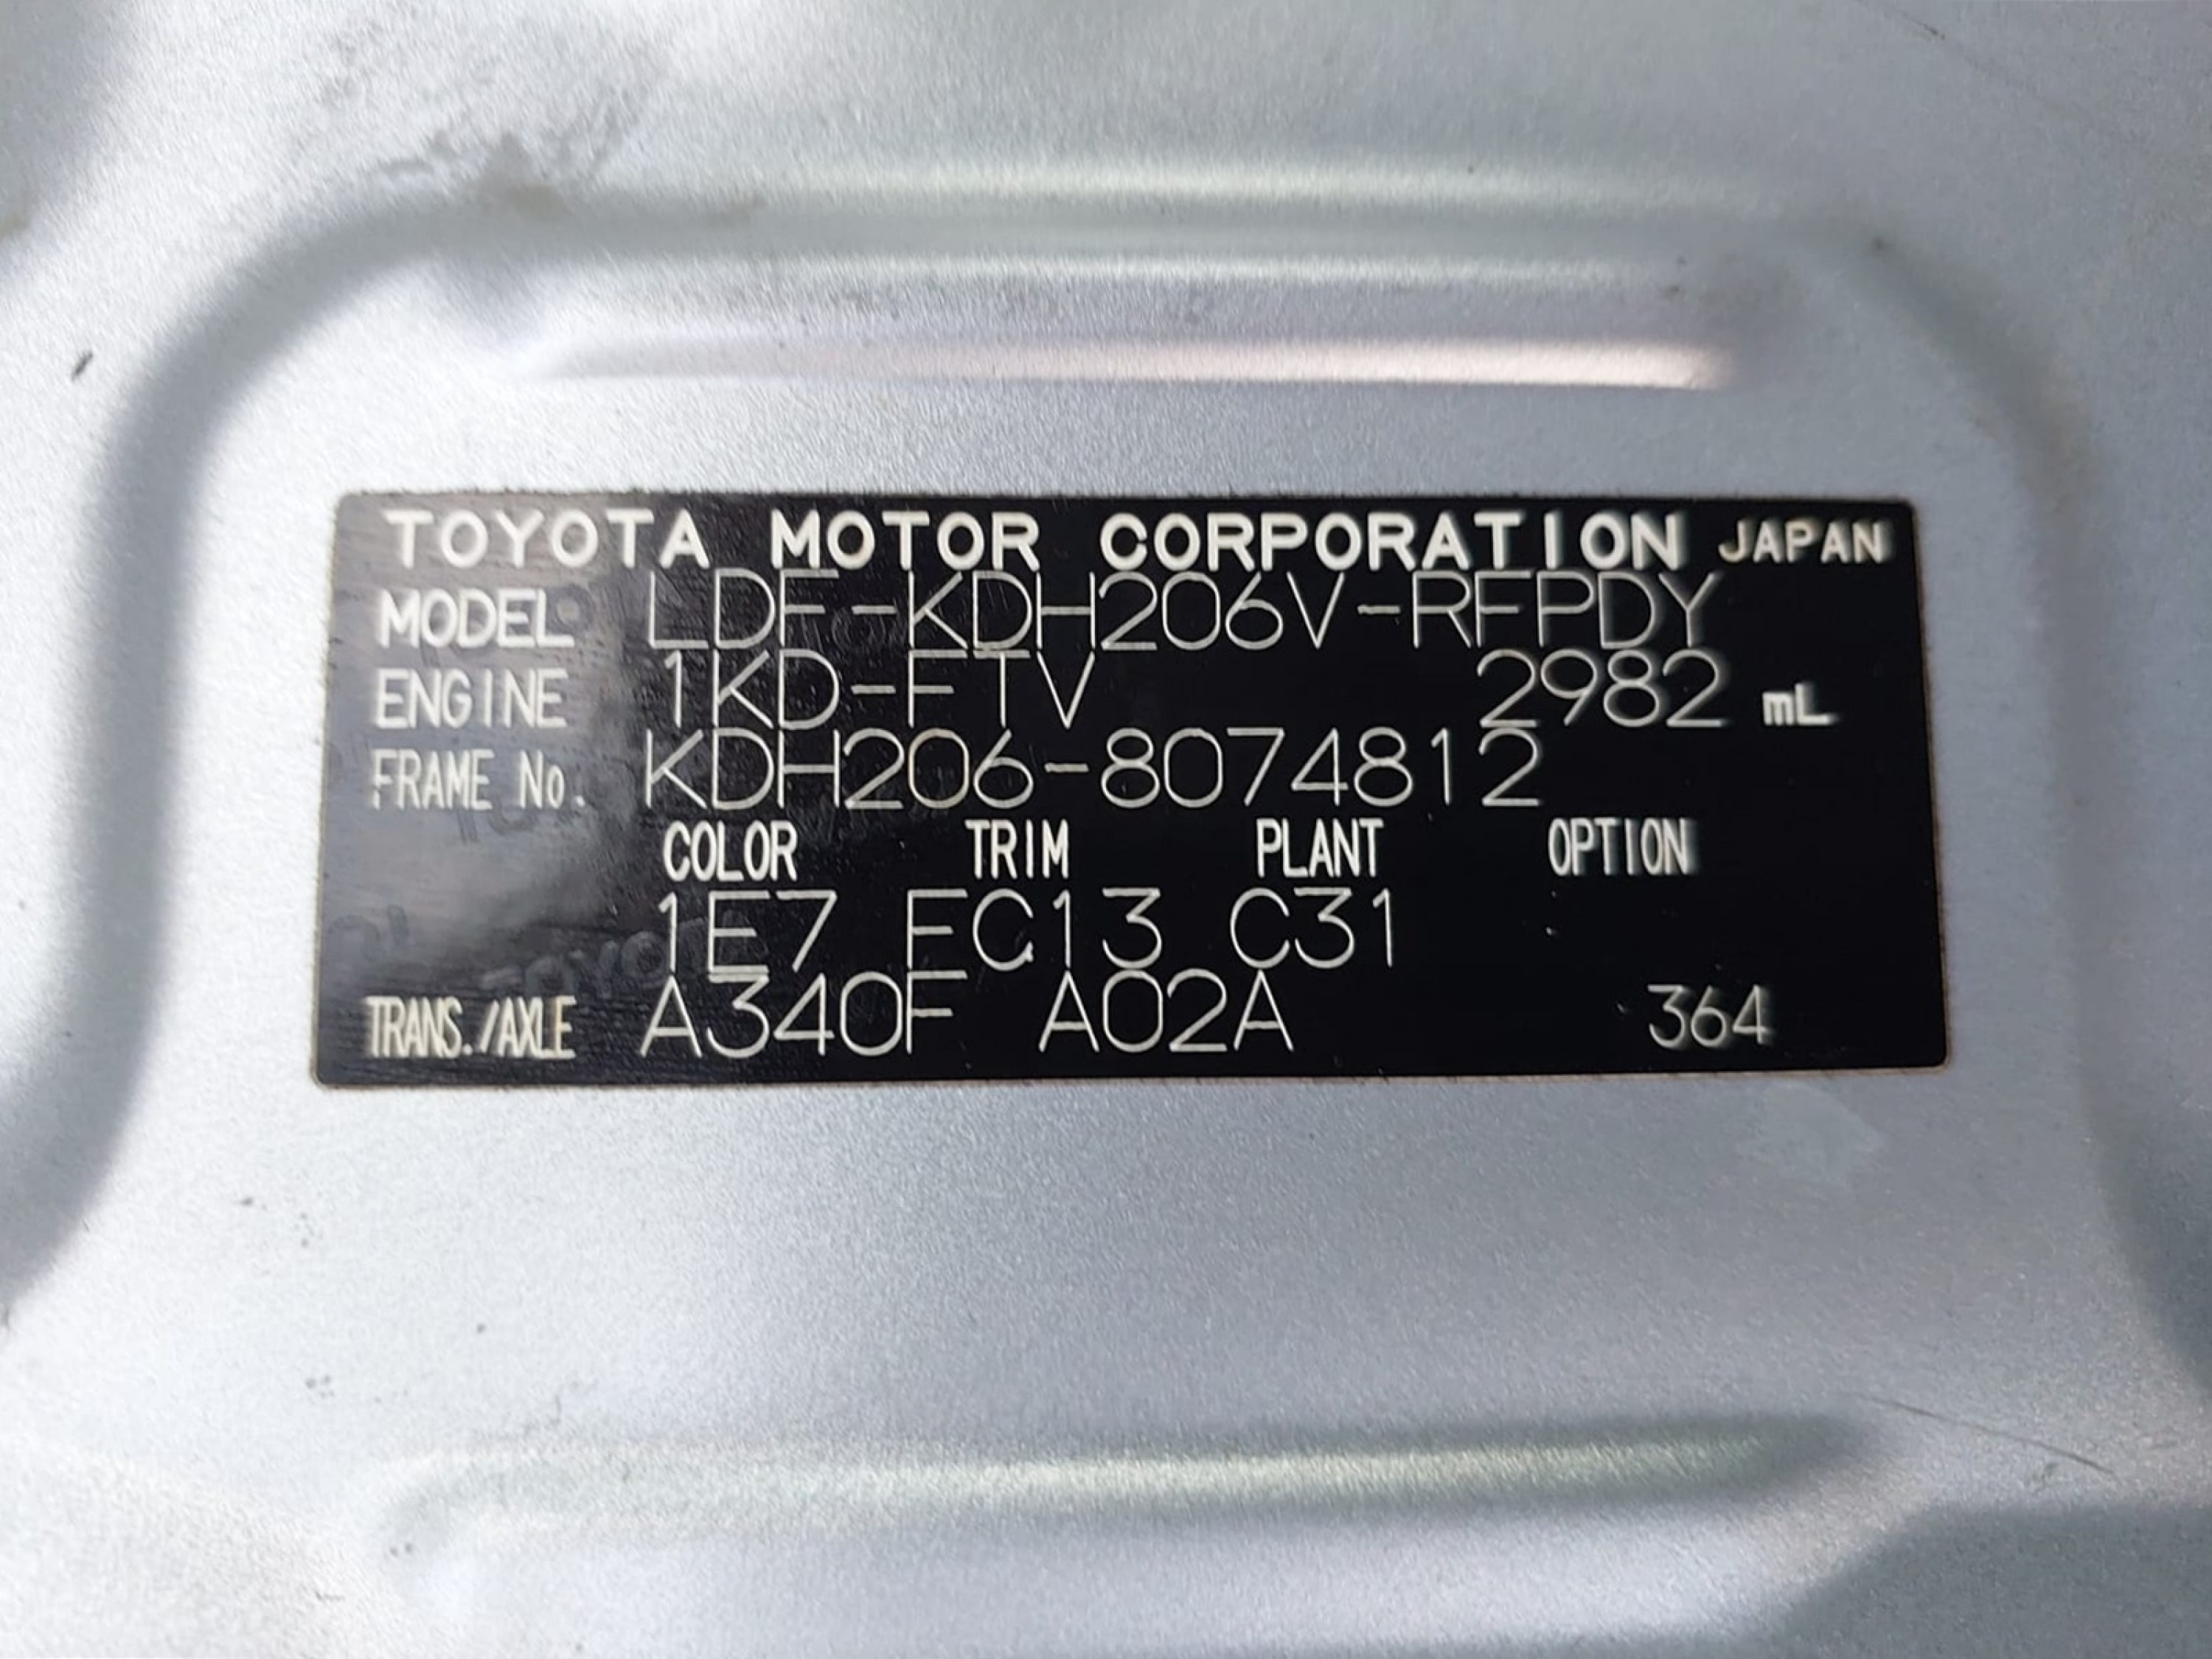 TOYOTA MOTOR CORPORATION JAPAN
MODEL LDF-KDH206V-RFPDY
ENGINE 1KD-FTV 2982 mL
FRAME No. KDH206-8074812
COLOR TRIM PLANT OPTION
1E7 FC13 C31
TRANS./AXLE A340F A02A 364